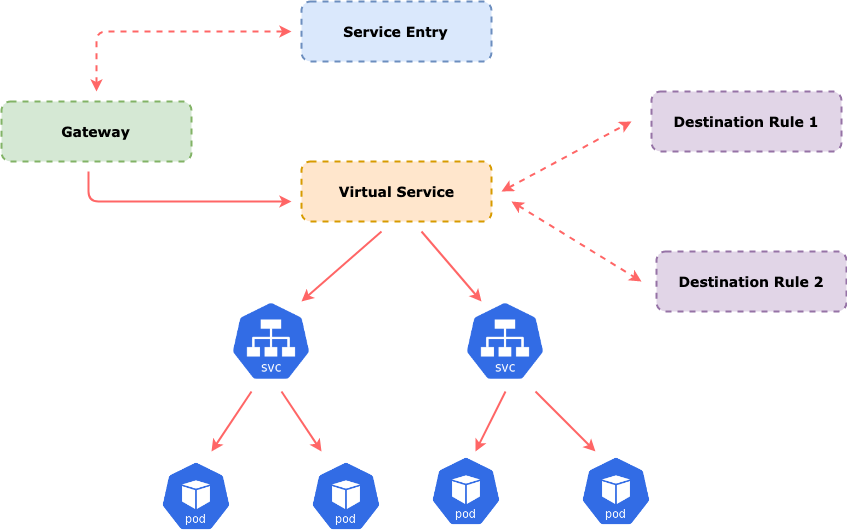 Service Entry
Gateway
Destination Rule 1
Virtual Service
Destination Rule 2
svc
svc
pod
pod
pod
pod